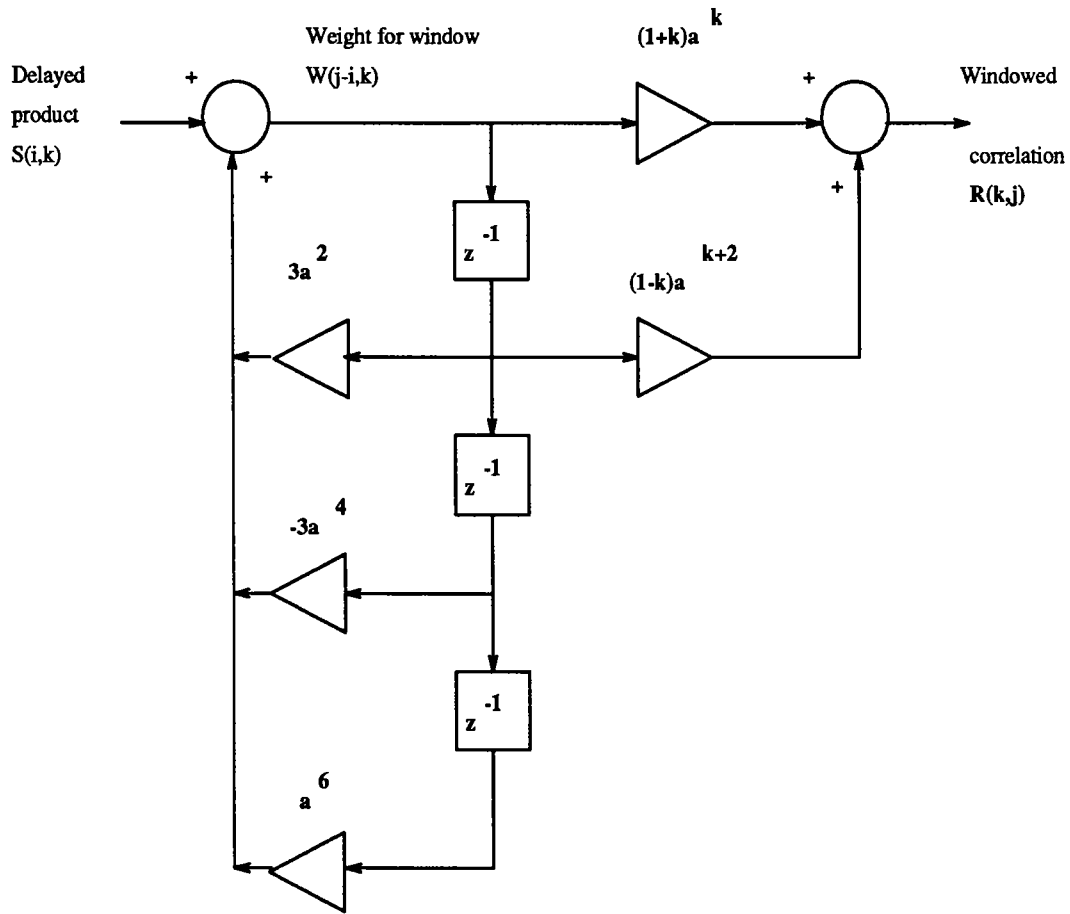 Delayed
product
S(i,k)
+
+
Weight for window
W(j-i,k)
(1+k)a^k
+
+
Windowed
correlation
R(k,j)
z^-1
3a^2
(1-k)a^k+2
z^-1
-3a^4
z^-1
a^6